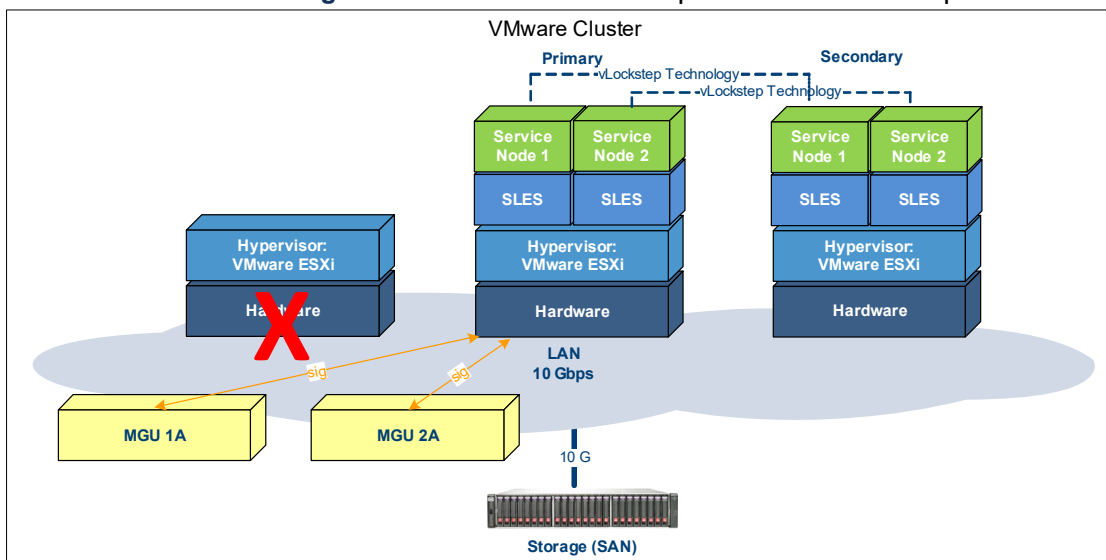 VMware Cluster
Primary
Secondary
vLockstep Technology
vLockstep Technology
Service
Node 1
Service
Node 2
Service
Node 1
Service
Node 2
SLES
SLES
SLES
SLES
Hypervisor:
VMware ESXi
Hypervisor:
VMware ESXi
Hypervisor:
VMware ESXi
Hardware
Hardware
Hardware
LAN
10 Gbps
sig
sig
MGU 1A
MGU 2A
10 G
Storage (SAN)